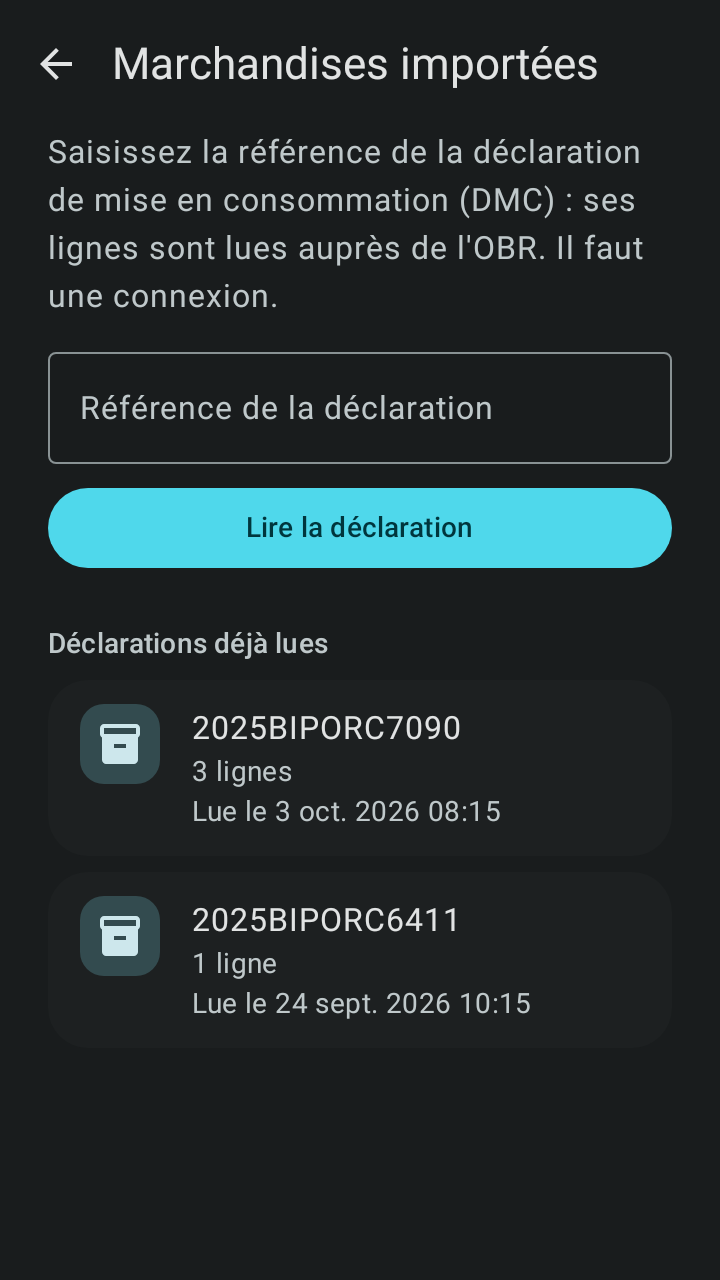 Marchandises importées
Saisissez la référence de la déclaration
de mise en consommation (DMC) : ses
lignes sont lues auprès de l'OBR. Il faut
une connexion.
Référence de la déclaration
Lire la déclaration
Déclarations déjà lues
2025BIPORC7090
3 lignes
Lue le 3 oct. 2026 08:15
2025BIPORC6411
1 ligne
Lue le 24 sept. 2026 10:15